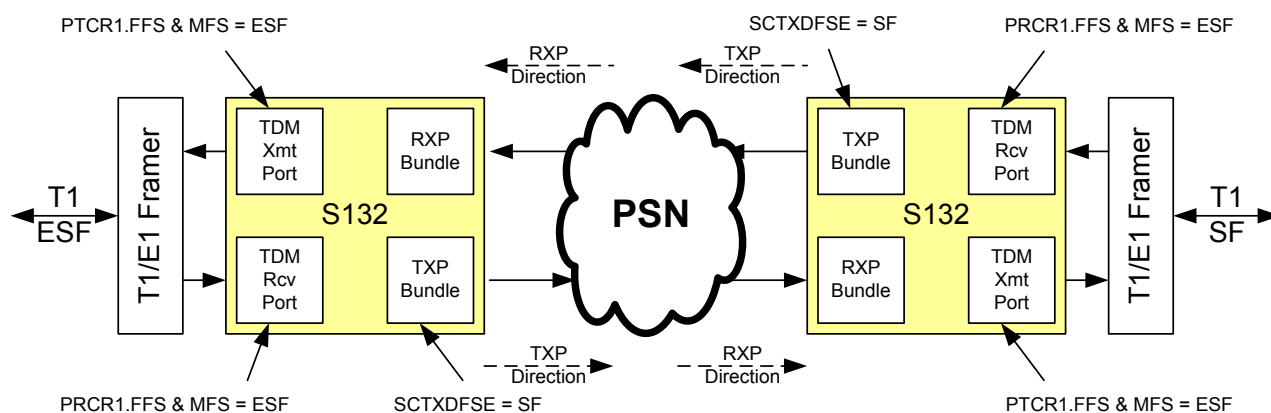 PTCR1.FFS & MFS = ESF
SCTXDFSE = SF
PRCR1.FFS & MFS = ESF
RXP
Direction
TXP
Direction
T1/E1 Framer
TDM
Xmt
Port
RXP
Bundle
S132
TDM
Rcv
Port
TXP
Bundle
T1
ESF
PSN
TXP
Bundle
TDM
Rcv
Port
S132
RXP
Bundle
TDM
Xmt
Port
T1/E1 Framer
T1
SF
TXP
Direction
RXP
Direction
PRCR1.FFS & MFS = ESF
SCTXDFSE = SF
PTCR1.FFS & MFS = ESF